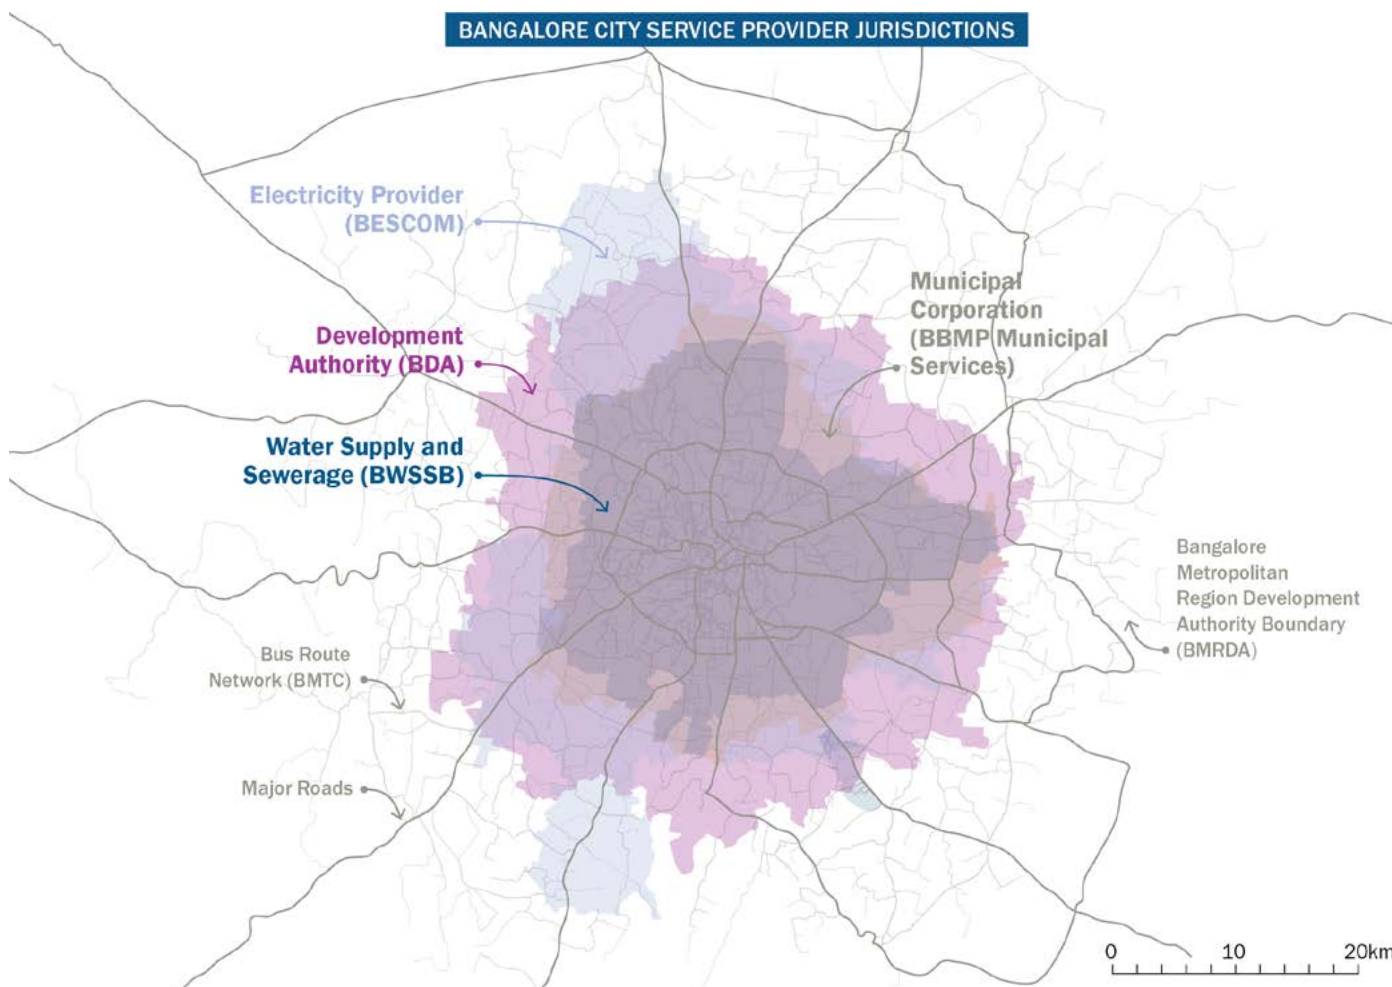 BANGALORE CITY SERVICE PROVIDER JURISDICTIONS
Electricity Provider
(BESCOM)
Municipal
Corporation
(BBMP Municipal
Services)
Development
Authority (BDA)
Water Supply and
Sewerage (BWSSB)
Bangalore
Metropolitan
Region Development
Authority Boundary
(BMRDA)
Bus Route
Network (BMTC)
Major Roads
0 10 20km